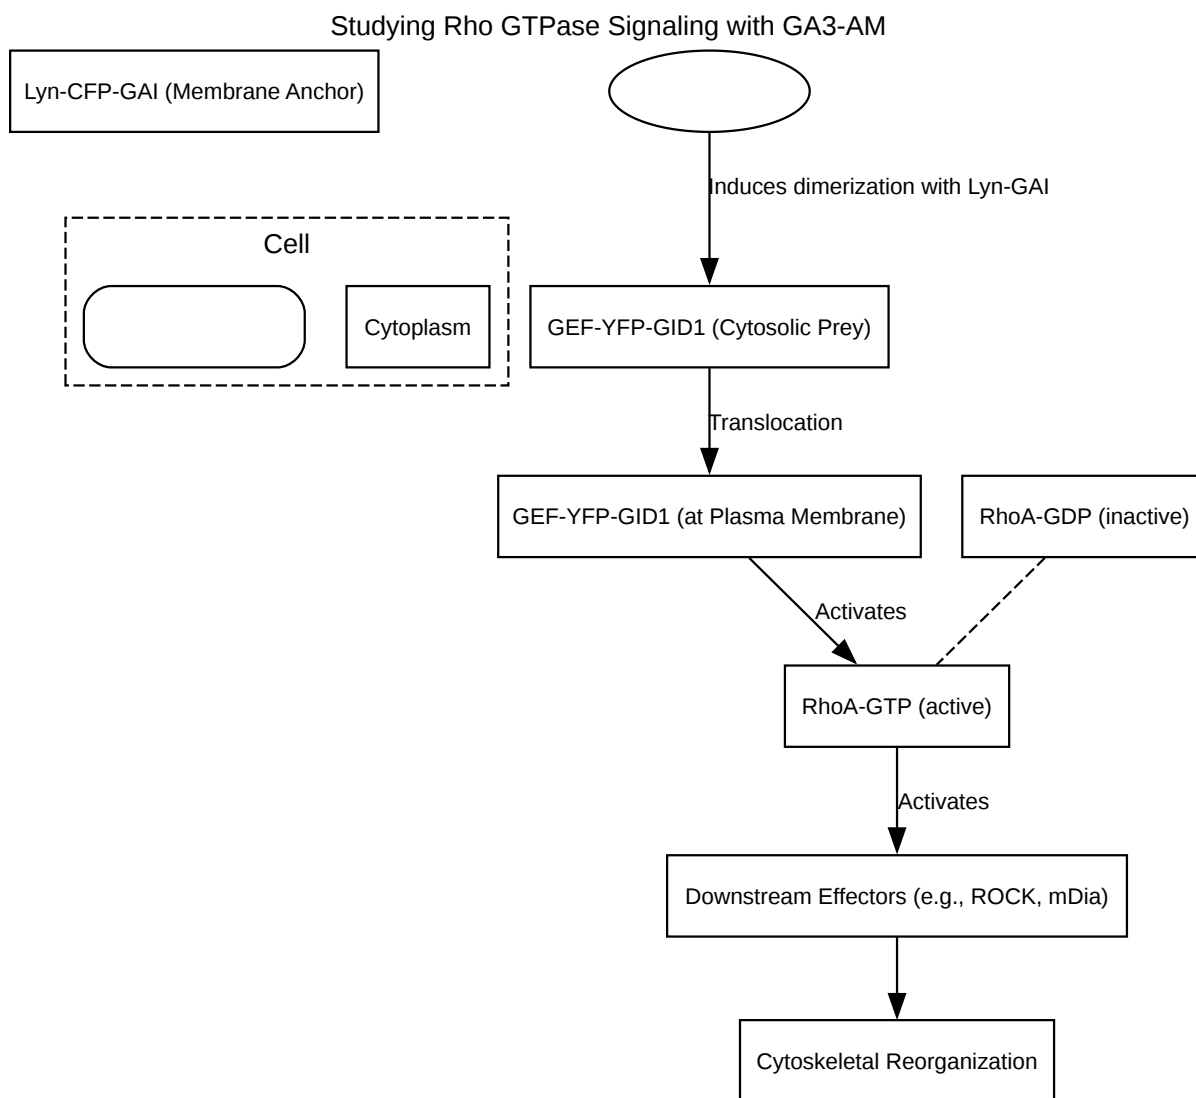 Studying Rho GTPase Signaling with GA3-AM
Lyn-CFP-GAI (Membrane Anchor)
Induces dimerization with Lyn-GAI
Cell
Cytoplasm
GEF-YFP-GID1 (Cytosolic Prey)
Translocation
GEF-YFP-GID1 (at Plasma Membrane)
RhoA-GDP (inactive)
Activates
RhoA-GTP (active)
Activates
Downstream Effectors (e.g., ROCK, mDia)
Cytoskeletal Reorganization